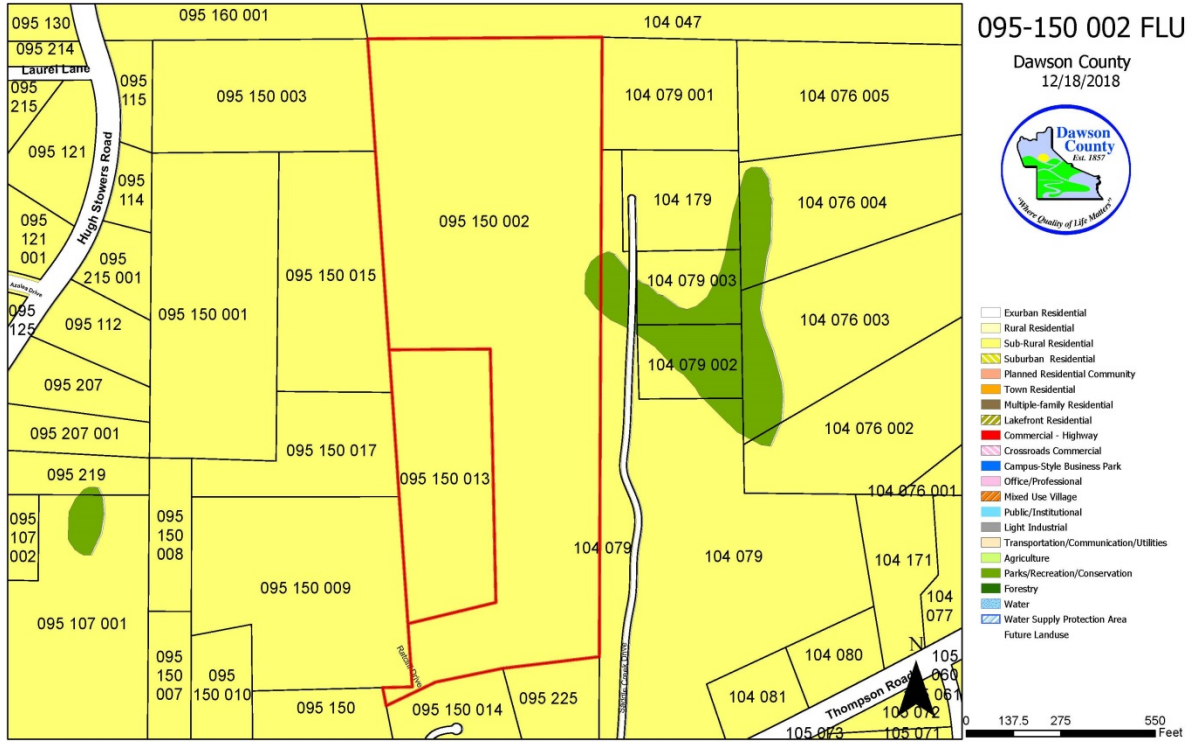 095-150 002 FLU
Dawson County
12/18/2018
Dawson
County
Est. 1857
"Where Quality of Life Matters"
Exurban Residential
Rural Residential
Sub-Rural Residential
Suburban Residential
Planned Residential Community
Town Residential
Multiple-family Residential
Lakefront Residential
Commercial - Highway
Crossroads Commercial
Campus-Style Business Park
Office/Professional
Mixed Use Village
Public/Institutional
Light Industrial
Transportation/Communication/Utilities
Agriculture
Parks/Recreation/Conservation
Forestry
Water
Water Supply Protection Area
Future Landuse
0 137.5 275 550
Feet
N
095 130
095 160 001
104 047
095 214
Laurel Lane
095
215
095
115
095 150 003
104 079 001
104 076 005
095 121
Hugh Stowers Road
095
114
104 179
104 076 004
095 150 002
095
121
001
095
215 001
095 150 015
104 079 003
Azalea Drive
095
125
095 112
095 150 001
104 076 003
104 079 002
095 207
095 207 001
095 150 017
104 076 002
095 219
095 150 013
104 076 001
095
107
002
095
150
008
104 079
104 079
104 171
095 150 009
104
077
095 107 001
095
150
007
095
150 010
095 150
Saddle Creek Drive
095 150 014
095 225
104 080
104 081
Thompson Road
105
060
105 072
105 073
105 071